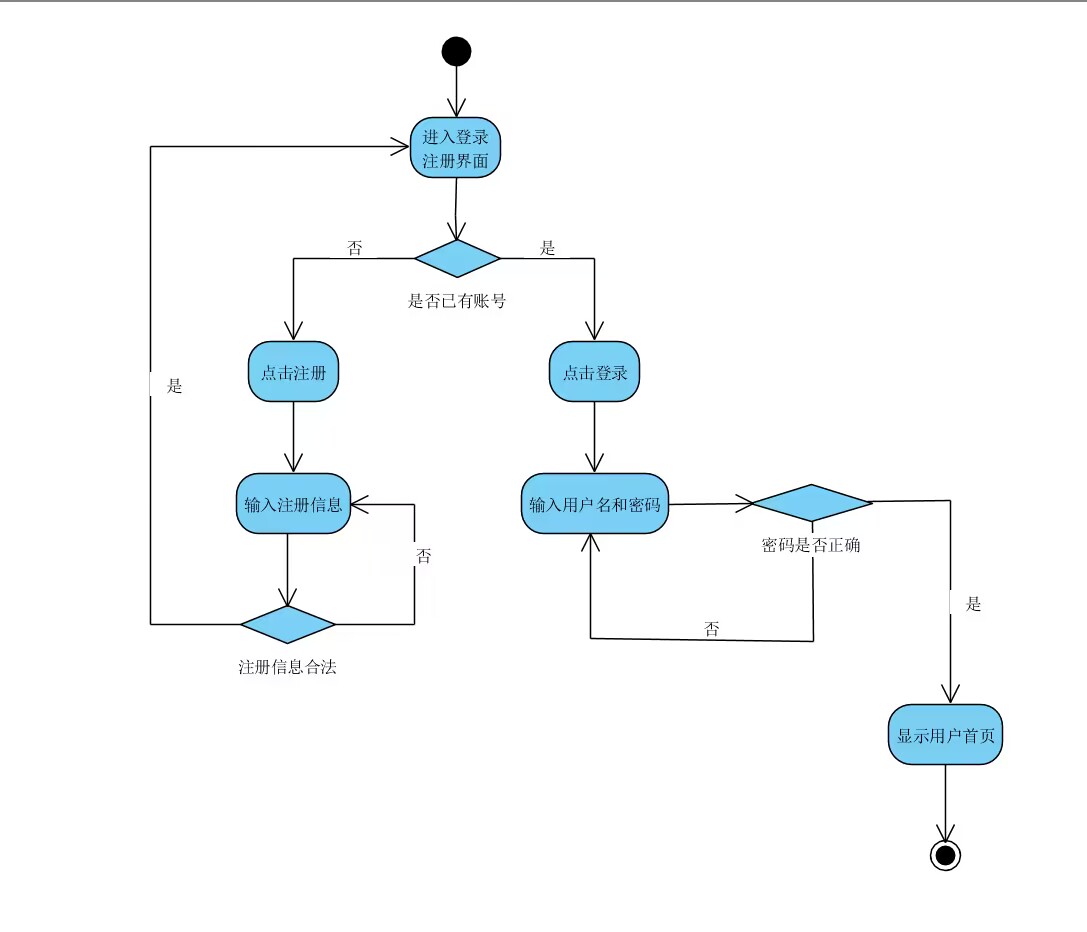 进入登录
注册界面
否
是
是否已有账号
点击注册
点击登录
是
输入注册信息
输入用户名和密码
密码是否正确
否
是
否
注册信息合法
显示用户首页